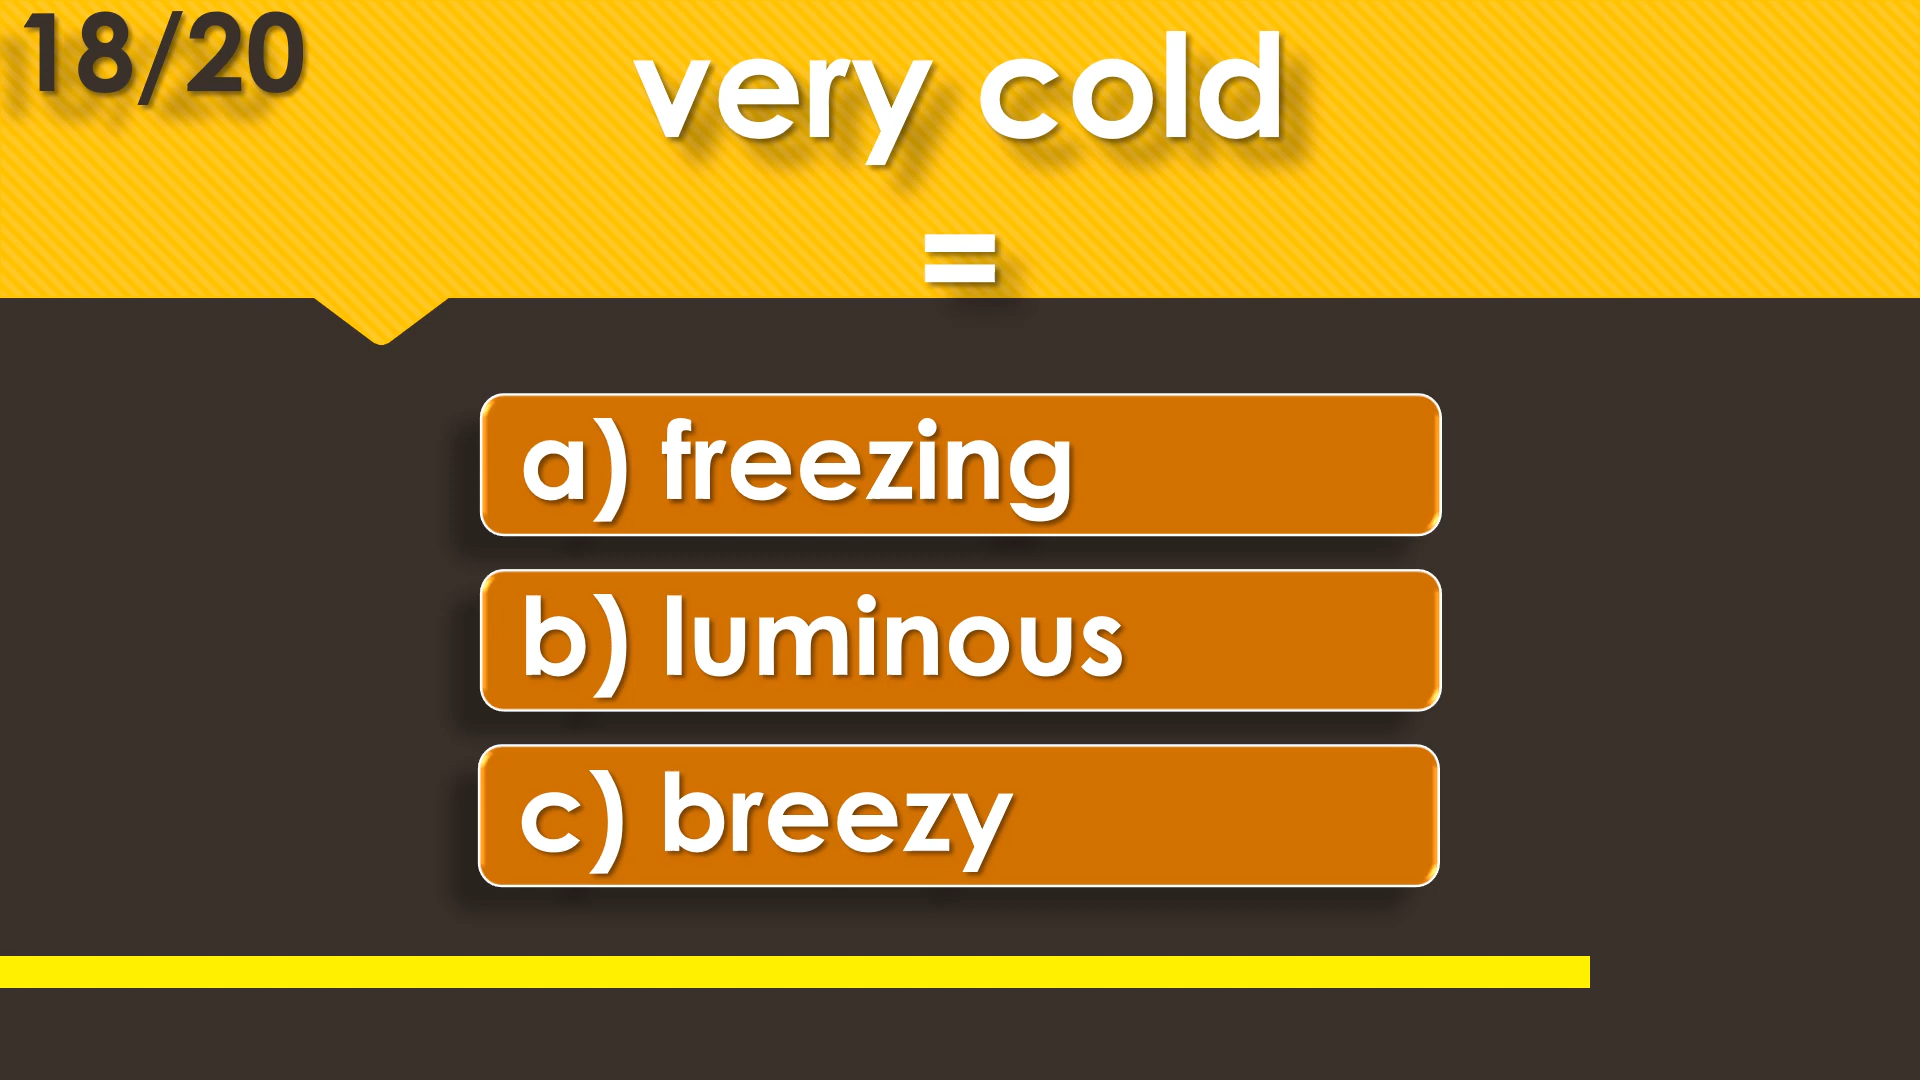 18/20
very cold
=
a) freezing
b) luminous
c) breezy